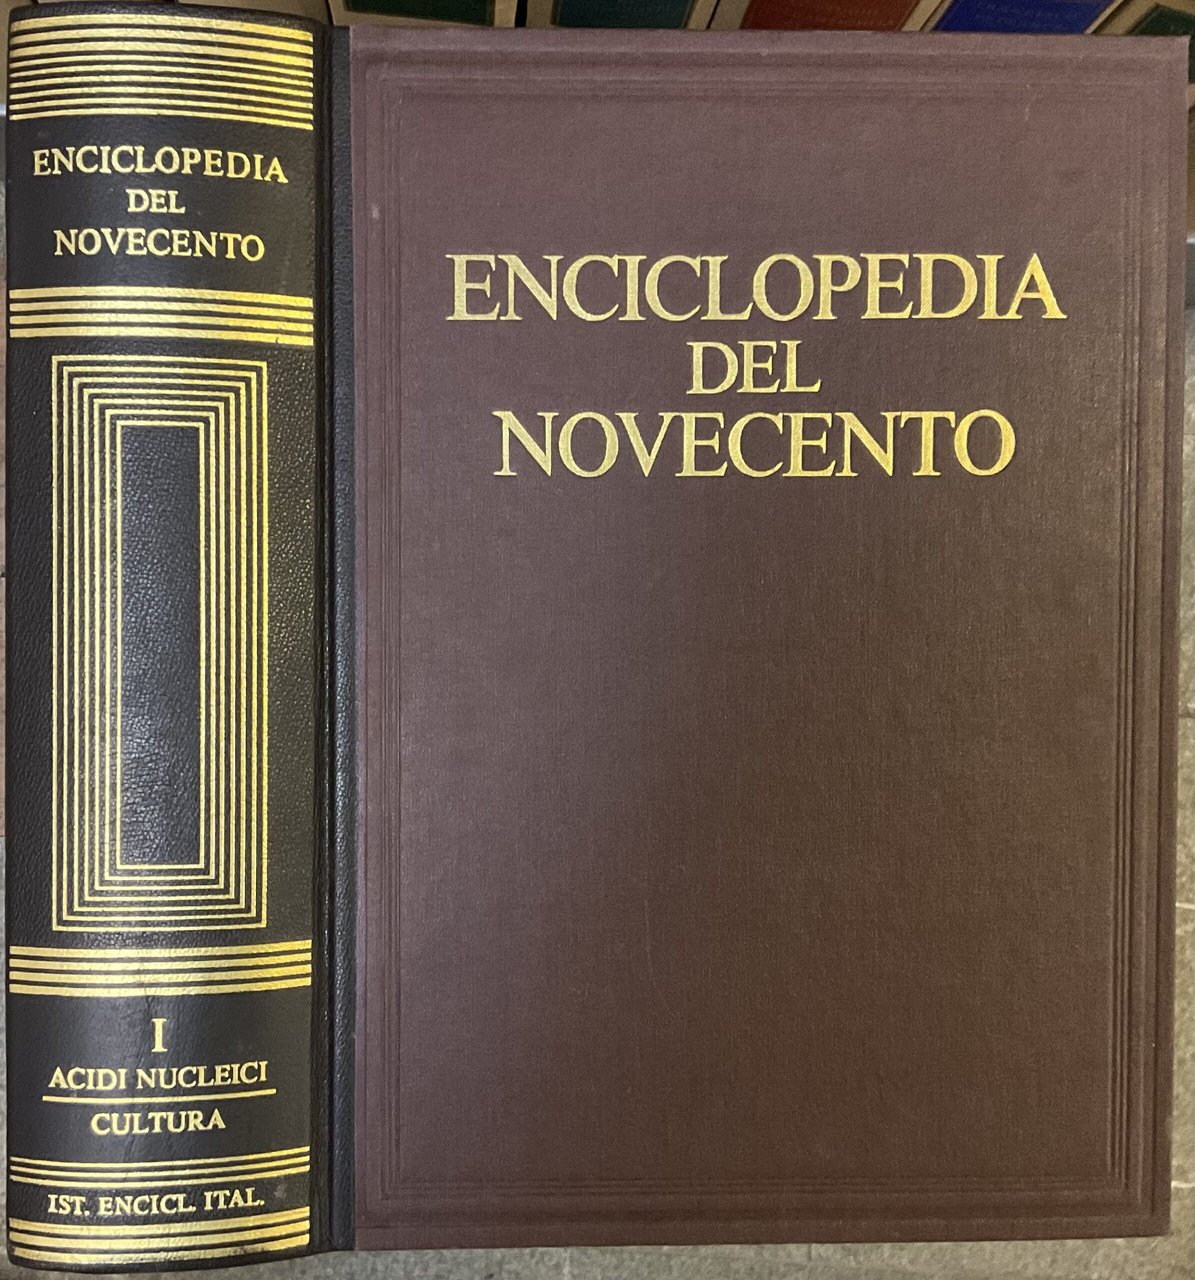 ENCICLOPEDIA
DEL
NOVECENTO
I
ACIDI NUCLEICI
CULTURA
IST. ENCICL. ITAL.
ENCICLOPEDIA
DEL
NOVECENTO